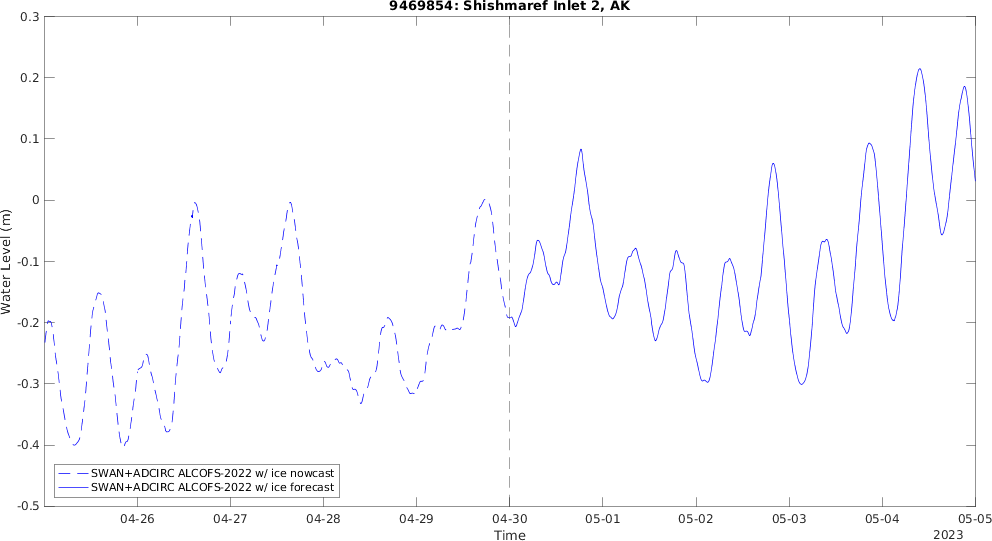 9469854: Shishmaref Inlet 2, AK
0.3
0.2
0.1
0
-0.1
-0.2
-0.3
-0.4
-0.5
Water Level (m)
SWAN+ADCIRC ALCOFS-2022 w/ ice nowcast
SWAN+ADCIRC ALCOFS-2022 w/ ice forecast
04-26 04-27 04-28 04-29 04-30 05-01 05-02 05-03 05-04 05-05
Time
2023